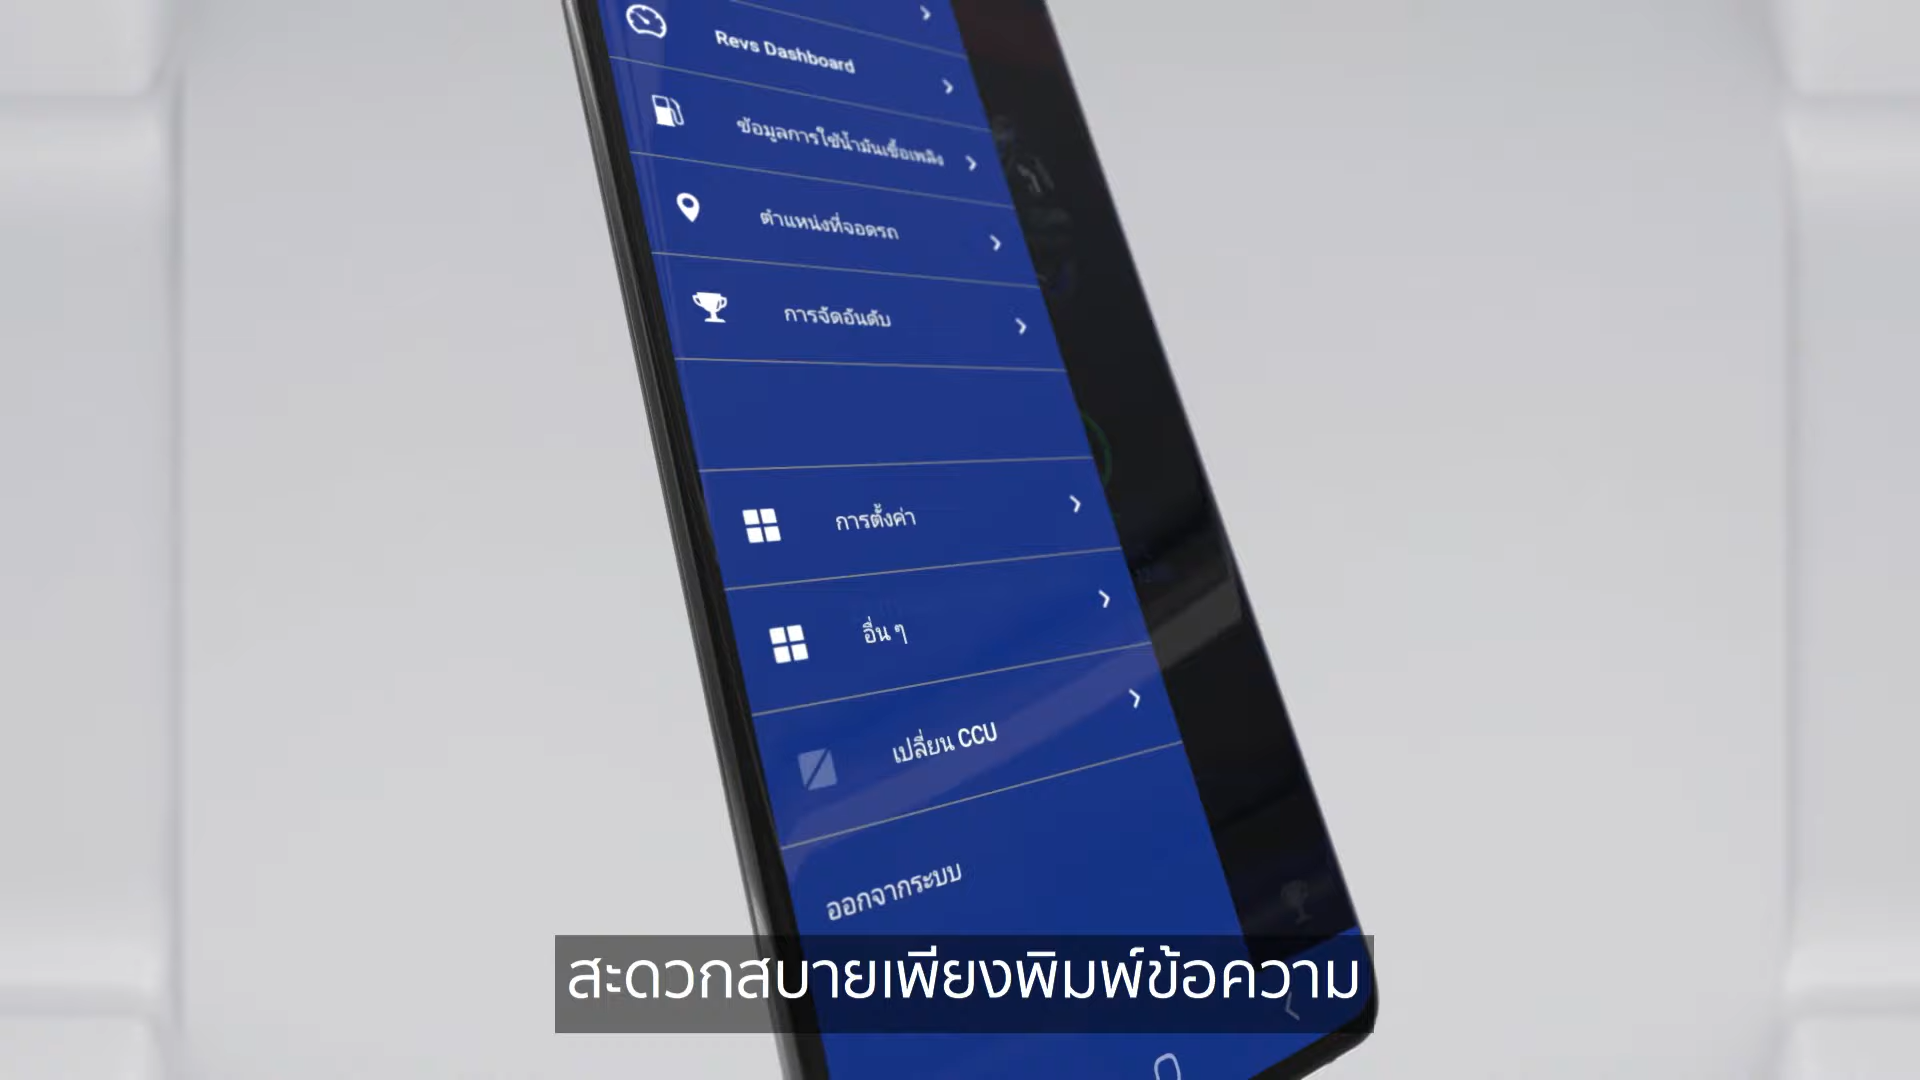 Revs Dashboard
ข้อมูลการใช้น้ำมันเชื้อเพลิง
ตำแหน่งที่จอดรถ
การจัดอันดับ
การตั้งค่า
อื่น ๆ
เปลี่ยน CCU
ออกจากระบบ
สะดวกสบายเพียงพิมพ์ข้อความ